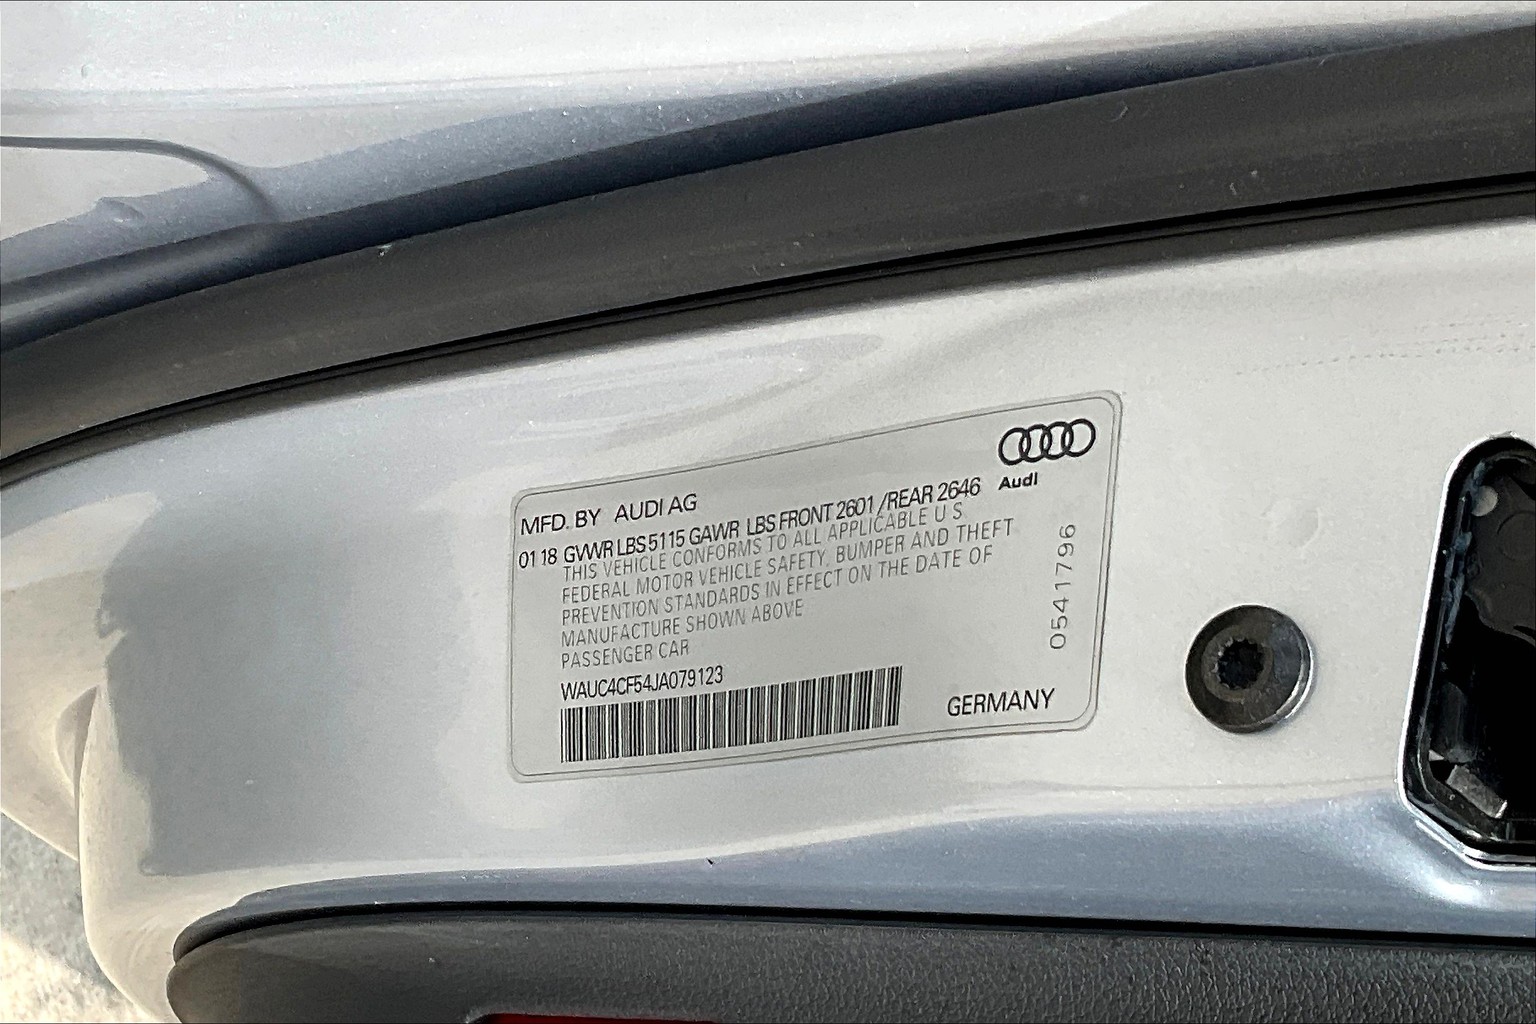 MFD. BY AUDI AG
Audi
01 18 GVWR LBS 5115 GAWR LBS FRONT 2601 /REAR 2646
THIS VEHICLE CONFORMS TO ALL APPLICABLE U S
FEDERAL MOTOR VEHICLE SAFETY, BUMPER AND THEFT
PREVENTION STANDARDS IN EFFECT ON THE DATE OF
MANUFACTURE SHOWN ABOVE
PASSENGER CAR
WAUC4CF54JA079123
GERMANY
0541796